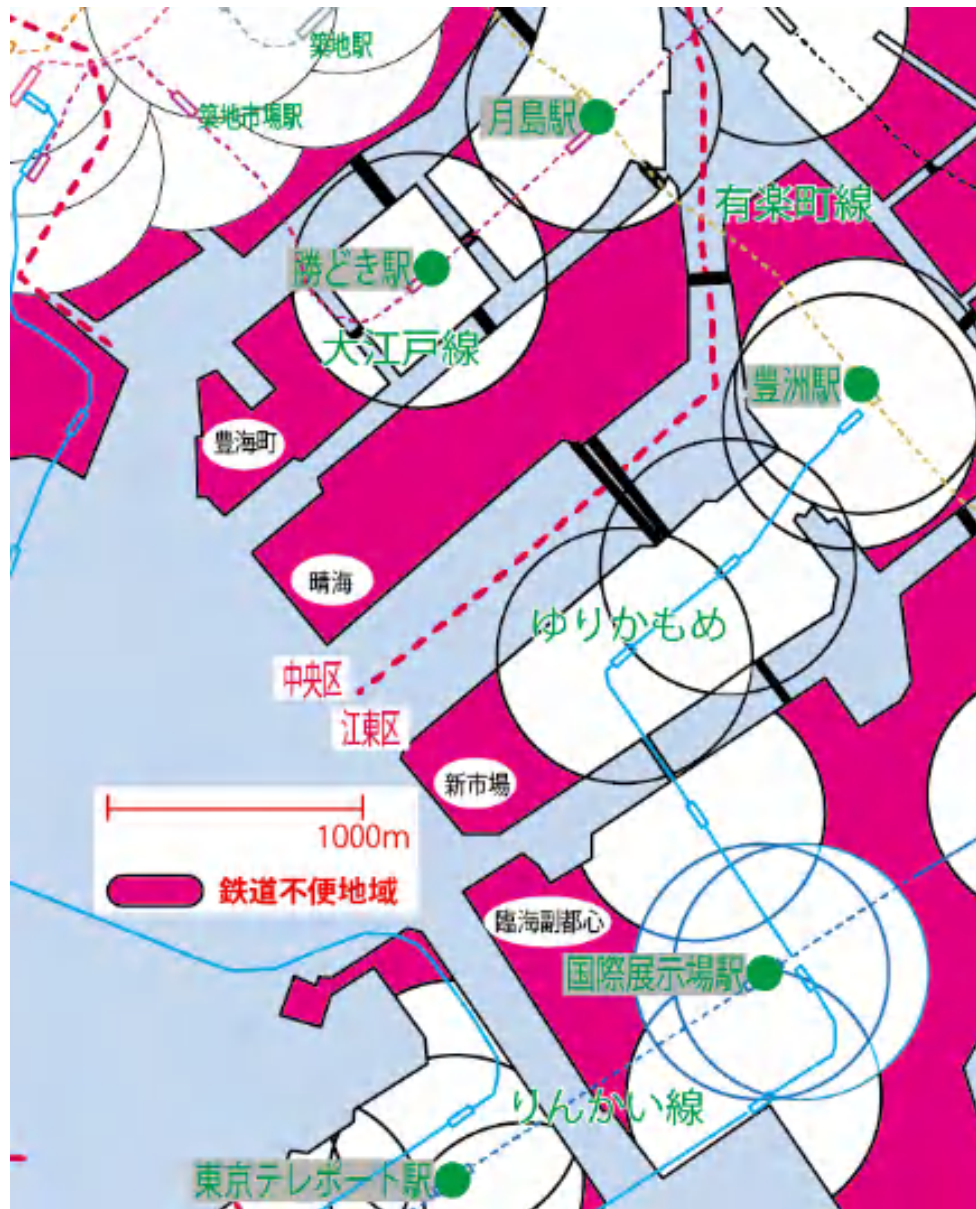 築地駅
築地市場駅
月島駅
有楽町線
勝どき駅
大江戸線
豊洲駅
豊海町
晴海
ゆりかもめ
中央区
江東区
新市場
1000m
鉄道不便地域
臨海副都心
国際展示場駅
りんかい線
東京テレポート駅